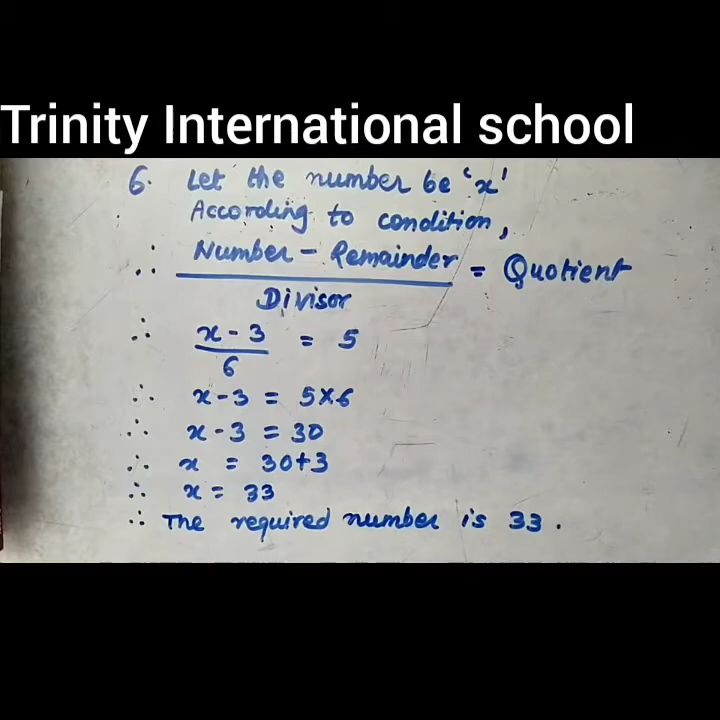 Trinity International school
6. Let the number be 'x'
According to condition,
∴ Number - Remainder / Divisor = Quotient
∴ x - 3 / 6 = 5
∴ x - 3 = 5×6
∴ x - 3 = 30
∴ x = 30+3
∴ x = 33
∴ The required number is 33.